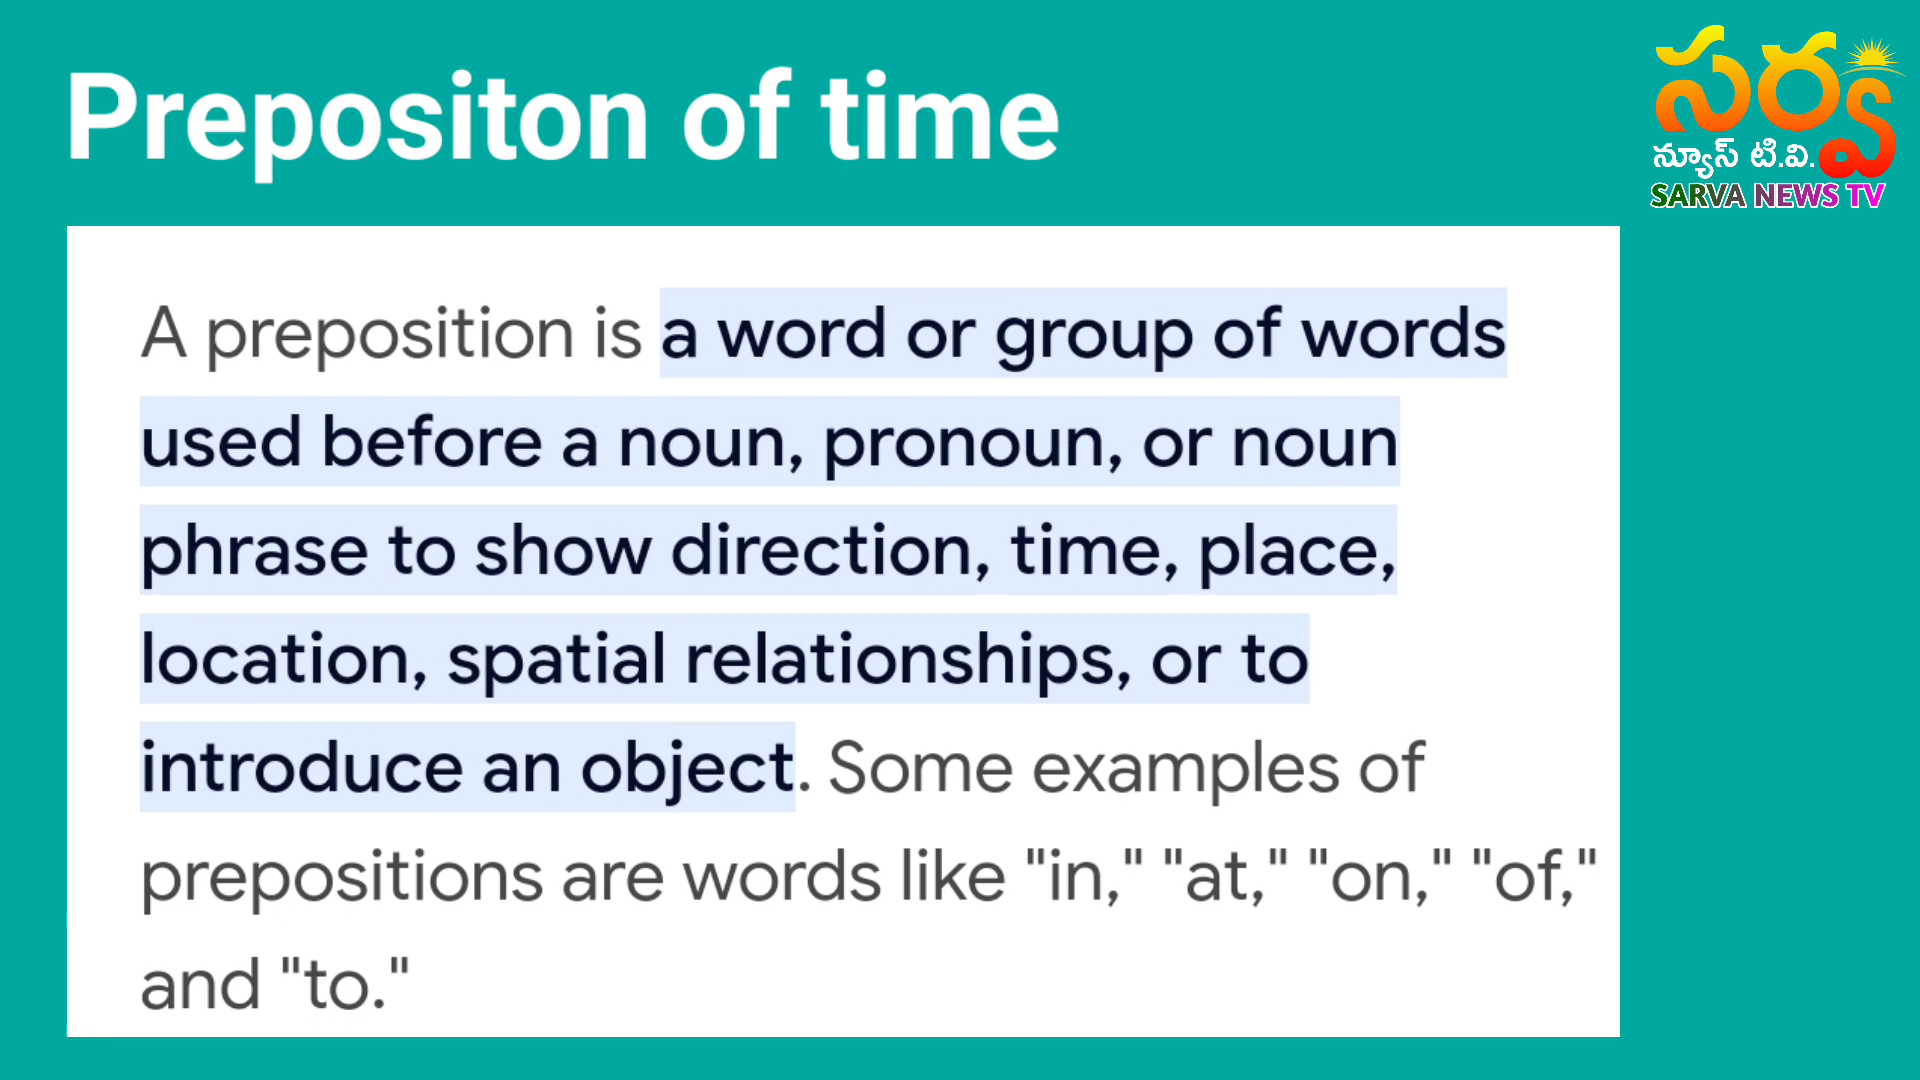 Prepositon of time
సర్వ
న్యూస్ టి.వి.
SARVA NEWS TV
A preposition is a word or group of words
used before a noun, pronoun, or noun
phrase to show direction, time, place,
location, spatial relationships, or to
introduce an object. Some examples of
prepositions are words like "in," "at," "on," "of,"
and "to."